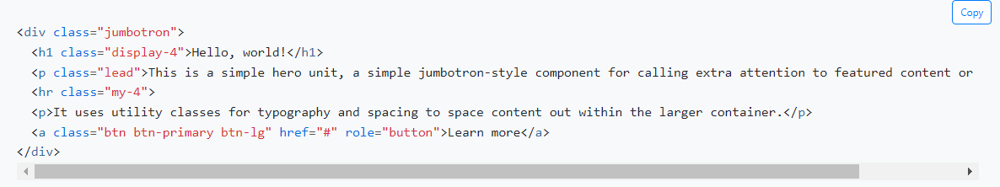 Copy
<div class="jumbotron">
  <h1 class="display-4">Hello, world!</h1>
  <p class="lead">This is a simple hero unit, a simple jumbotron-style component for calling extra attention to featured content or
  <hr class="my-4">
  <p>It uses utility classes for typography and spacing to space content out within the larger container.</p>
  <a class="btn btn-primary btn-lg" href="#" role="button">Learn more</a>
</div>